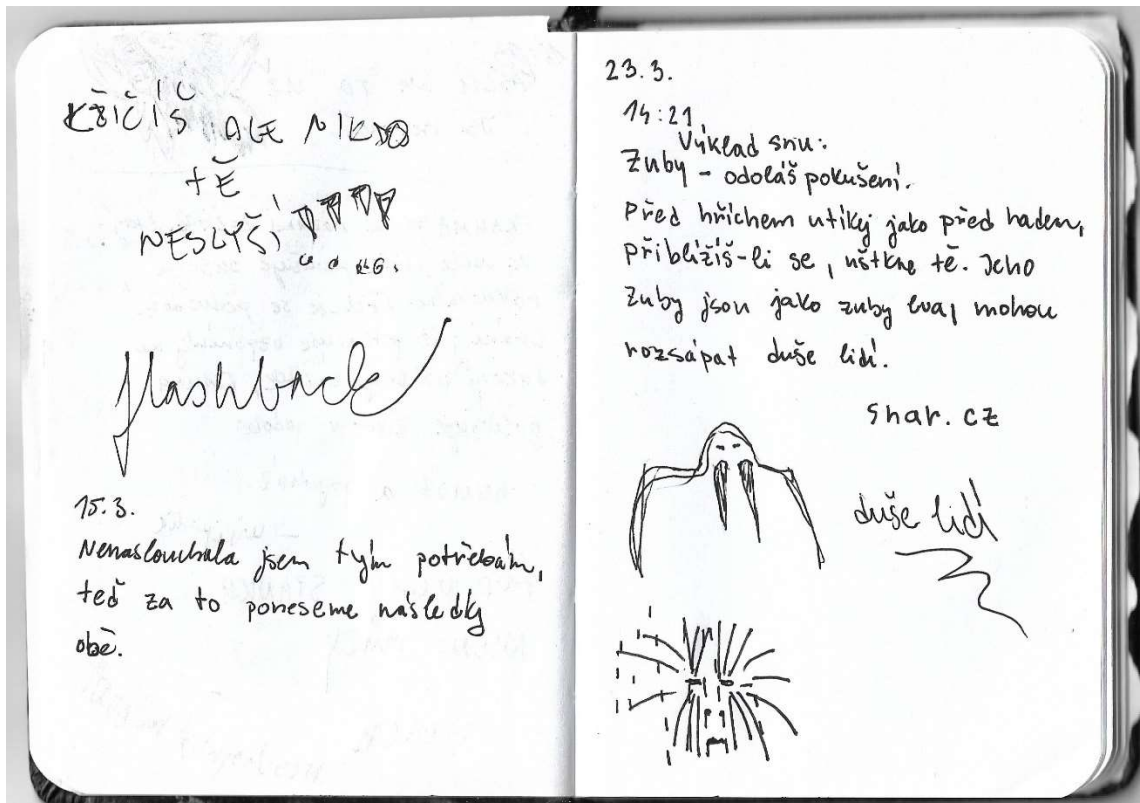 KŘIČÍŠ ALE NIKDO
TĚ
NESLYŠÍ
flashback
15.3.
Nenaslouchala jsem tvým potřebám,
teď za to poneseme následky
obě.
23.3.
14:21
Výklad snu:
Zuby - odoláš pokušení.
Před hříchem utíkej jako před hadem,
přiblížíš-li se, uštkne tě. Jeho
zuby jsou jako zuby lva, mohou
rozsápat duše lidí.
snar.cz
duše lidí